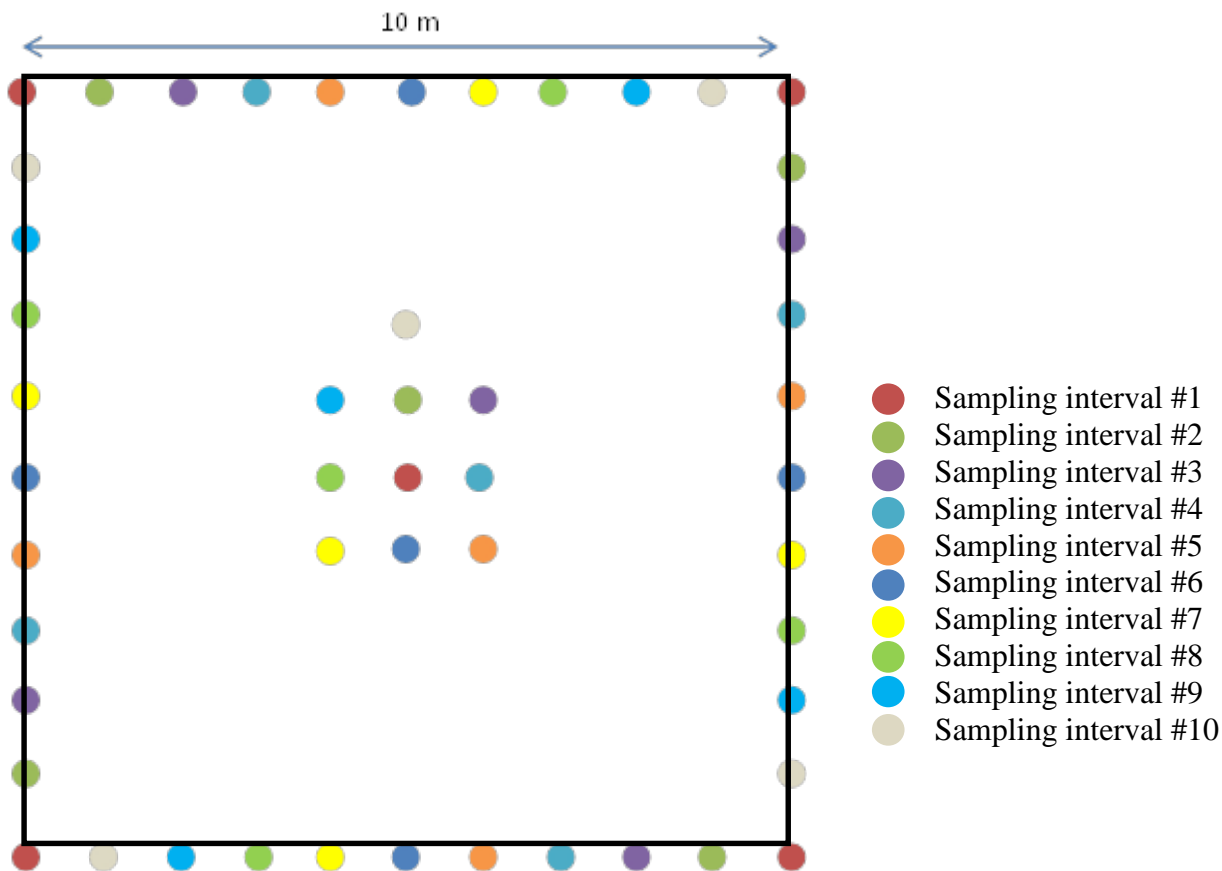 10 m
Sampling interval #1
Sampling interval #2
Sampling interval #3
Sampling interval #4
Sampling interval #5
Sampling interval #6
Sampling interval #7
Sampling interval #8
Sampling interval #9
Sampling interval #10